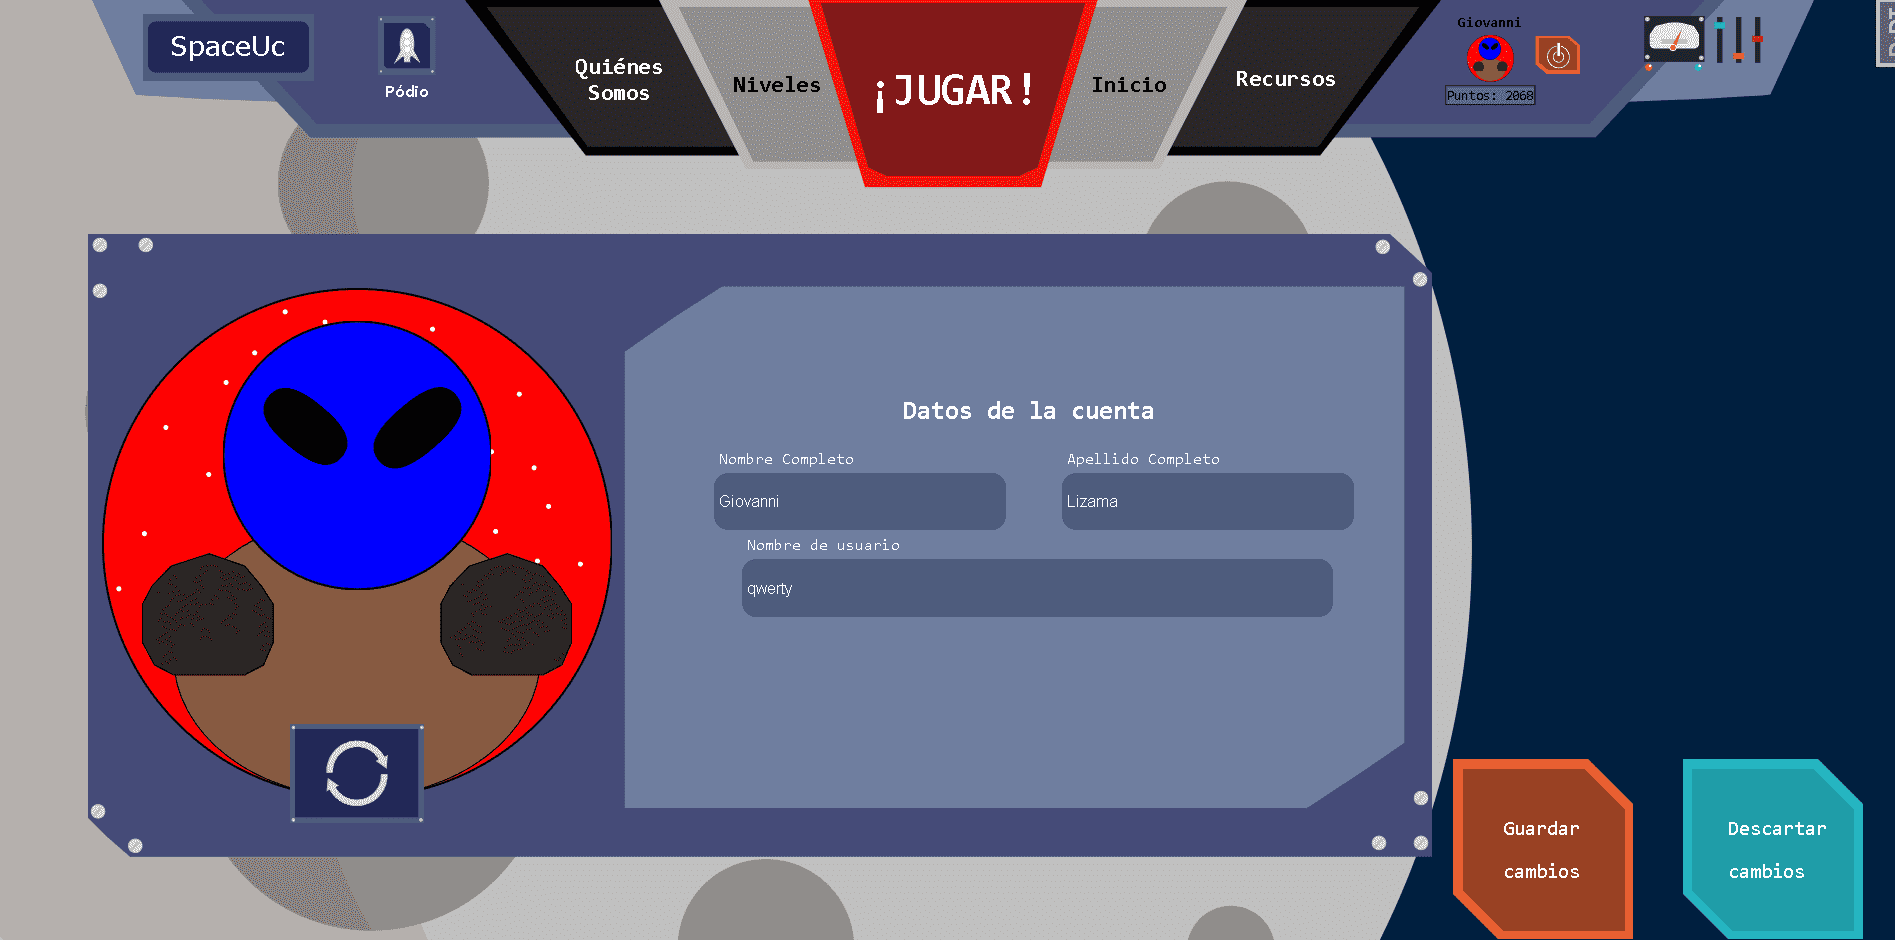 SpaceUc
Pódio
Quiénes
Somos
Niveles
¡JUGAR!
Inicio
Recursos
Giovanni
Puntos: 2068
Datos de la cuenta
Nombre Completo
Apellido Completo
Giovanni
Lizama
Nombre de usuario
qwerty
Guardar
cambios
Descartar
cambios